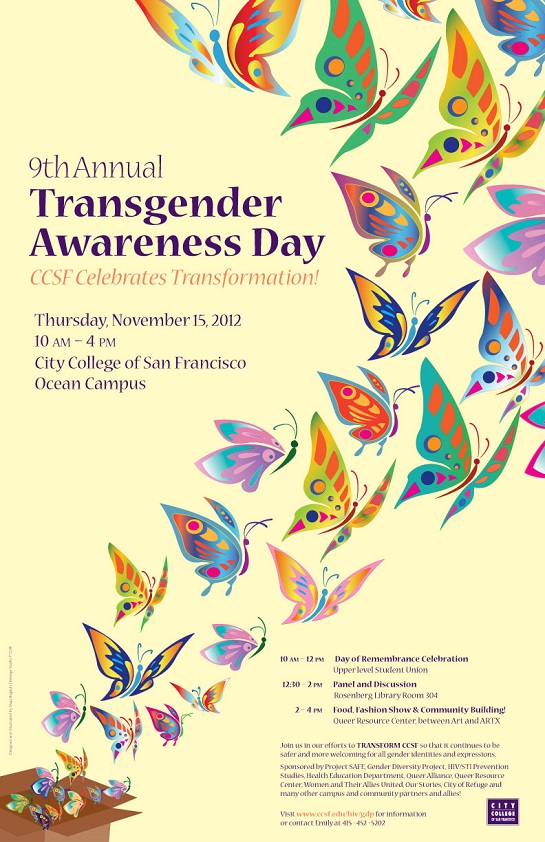 9th Annual
Transgender
Awareness Day
CCSF Celebrates Transformation!
Thursday, November 15, 2012
10 AM – 4 PM
City College of San Francisco
Ocean Campus
10 AM – 12 PM Day of Remembrance Celebration
Upper level Student Union
12:30 – 2 PM Panel and Discussion
Rosenberg Library Room 304
2 – 4 PM Food, Fashion Show & Community Building!
Queer Resource Center, between Art and ARTX
Join us in our efforts to TRANSFORM CCSF so that it continues to be
safer and more welcoming for all gender identities and expressions.
Sponsored by Project SAFE, Gender Diversity Project, HIV/STI Prevention
Studies, Health Education Department, Queer Alliance, Queer Resource
Center, Women and Their Allies United, Our Stories, City of Refuge and
many other campus and community partners and allies!
Visit www.ccsf.edu/hiv/gdp for information
or contact Emily at 415 - 452 - 5202
CITY
COLLEGE
OF SAN FRANCISCO